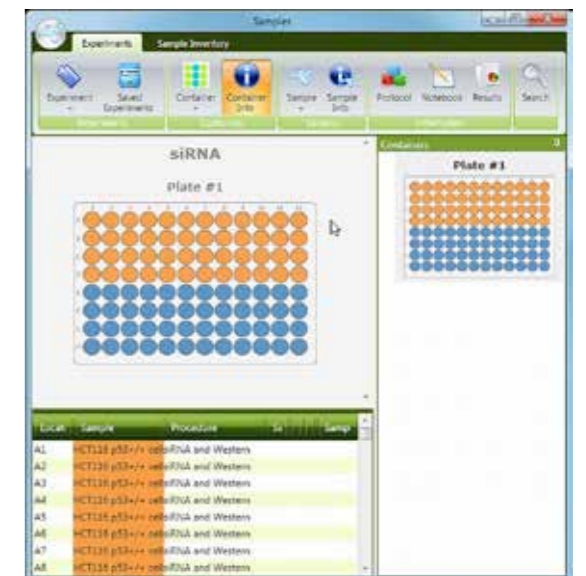 Samples
Experiments Sample Inventory
Experiment Saved Experiments Container Container Info Sample Sample Info Protocol Notebook Results Search
siRNA
Plate #1
Containers
Plate #1
Sample Procedure Samp
A1 HCT116 p53+/+ cells siRNA and Western
A2 HCT116 p53+/+ cells siRNA and Western
A3 HCT116 p53+/+ cells siRNA and Western
A4 HCT116 p53+/+ cells siRNA and Western
A5 HCT116 p53+/+ cells siRNA and Western
A6 HCT116 p53+/+ cells siRNA and Western
A7 HCT116 p53+/+ cells siRNA and Western
A8 HCT116 p53+/+ cells siRNA and Western